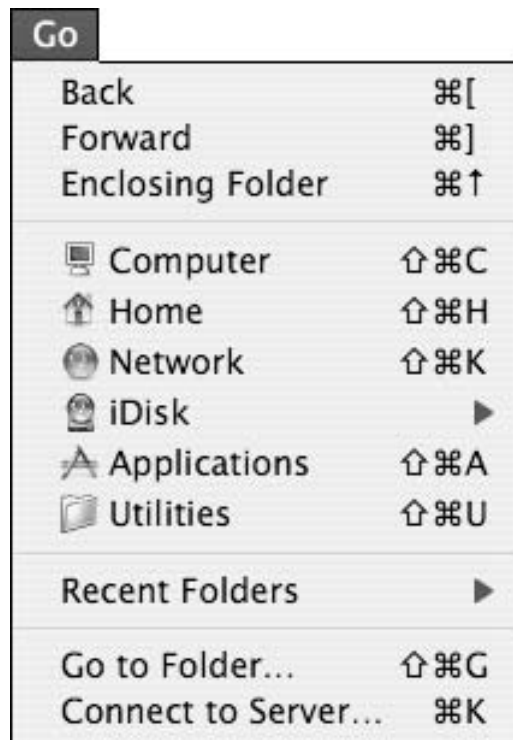 Go
Back ⌘[
Forward ⌘]
Enclosing Folder ⌘↑
Computer ⇧⌘C
Home ⇧⌘H
Network ⇧⌘K
iDisk ▶
Applications ⇧⌘A
Utilities ⇧⌘U
Recent Folders ▶
Go to Folder... ⇧⌘G
Connect to Server... ⌘K